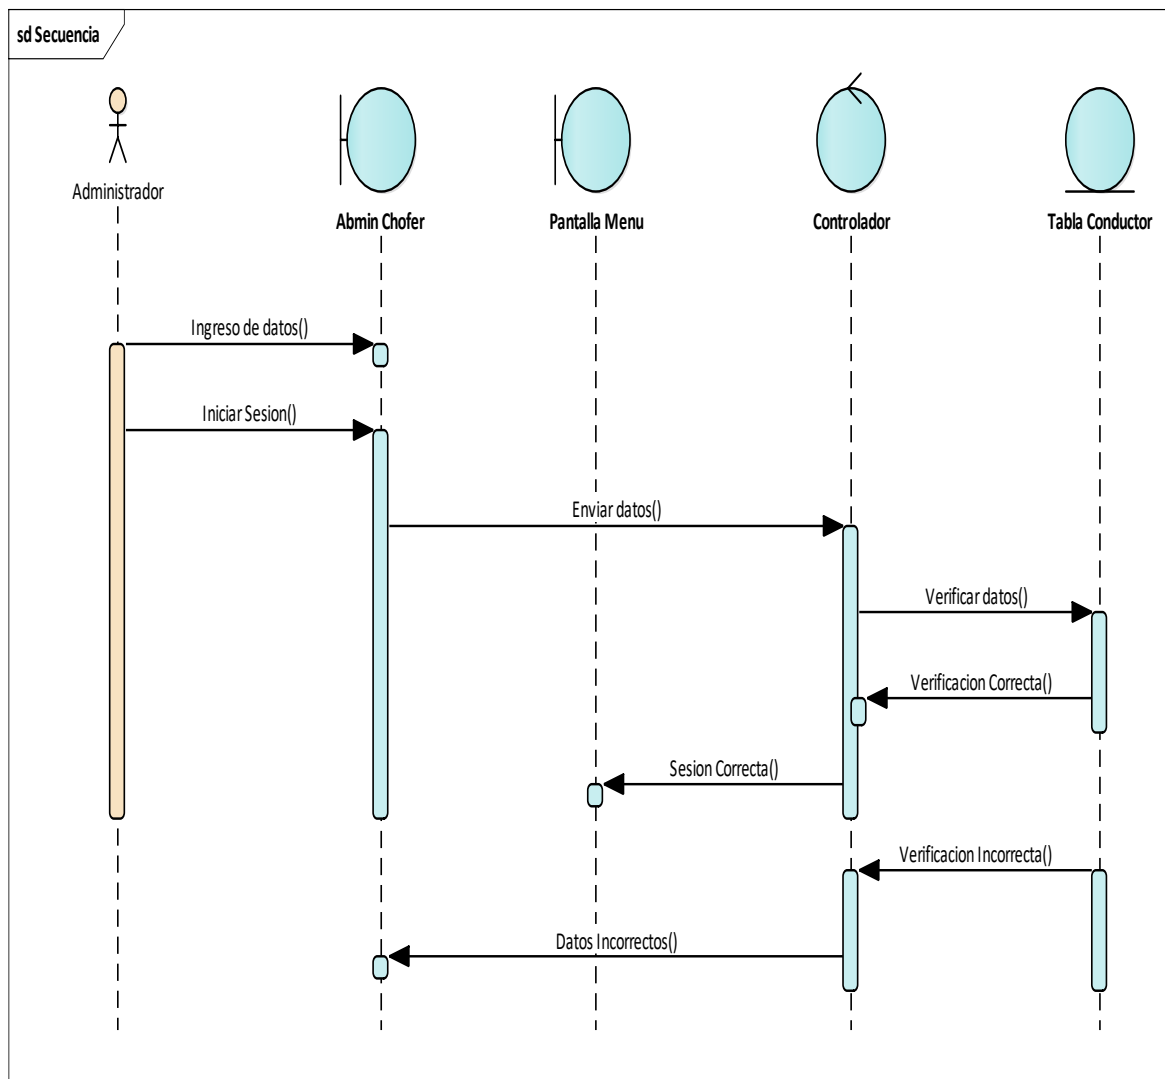 sd Secuencia
Administrador
Abmin Chofer
Pantalla Menu
Controlador
Tabla Conductor
Ingreso de datos()
Iniciar Sesion()
Enviar datos()
Verificar datos()
Verificacion Correcta()
Sesion Correcta()
Verificacion Incorrecta()
Datos Incorrectos()